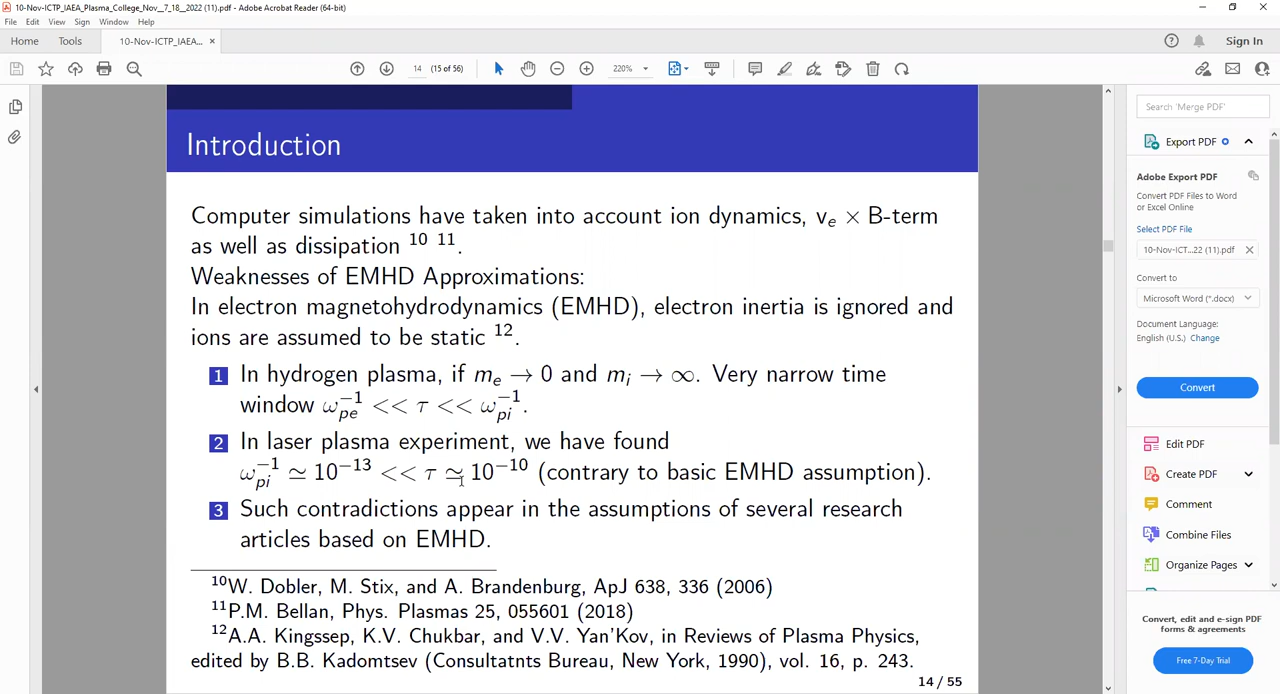 10-Nov-ICTP_IAEA_Plasma_College_Nov__7_18__2022 (11).pdf - Adobe Acrobat Reader (64-bit)
File Edit View Sign Window Help
Home Tools 10-Nov-ICTP_IAEA... × Sign In
14 (15 of 56) 220%
Introduction
Computer simulations have taken into account ion dynamics, vₑ × B-term
as well as dissipation ¹⁰ ¹¹.
Weaknesses of EMHD Approximations:
In electron magnetohydrodynamics (EMHD), electron inertia is ignored and
ions are assumed to be static ¹².
1 In hydrogen plasma, if mₑ → 0 and mᵢ → ∞. Very narrow time
window ω_pe^−1 << τ << ω_pi^−1.
2 In laser plasma experiment, we have found
ω_pi^−1 ≃ 10^−13 << τ ≃ 10^−10 (contrary to basic EMHD assumption).
3 Such contradictions appear in the assumptions of several research
articles based on EMHD.
¹⁰W. Dobler, M. Stix, and A. Brandenburg, ApJ 638, 336 (2006)
¹¹P.M. Bellan, Phys. Plasmas 25, 055601 (2018)
¹²A.A. Kingssep, K.V. Chukbar, and V.V. Yan'Kov, in Reviews of Plasma Physics,
edited by B.B. Kadomtsev (Consultatnts Bureau, New York, 1990), vol. 16, p. 243.
14 / 55
Search 'Merge PDF'
Export PDF
Adobe Export PDF
Convert PDF Files to Word
or Excel Online
Select PDF File
10-Nov-ICT...22 (11).pdf ×
Convert to
Microsoft Word (*.docx)
Document Language:
English (U.S.) Change
Convert
Edit PDF
Create PDF
Comment
Combine Files
Organize Pages
Convert, edit and e-sign PDF
forms & agreements
Free 7-Day Trial